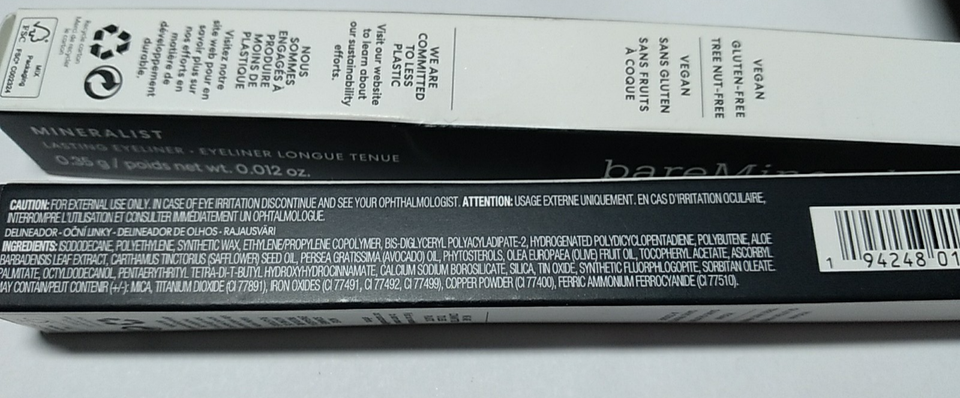 VEGAN
GLUTEN-FREE
TREE NUT-FREE
VEGAN
SANS GLUTEN
SANS FRUITS
À COQUE
WE ARE
COMMITTED
TO LESS
PLASTIC
Visit our website
to learn about
our sustainability
efforts.
NOUS
SOMMES
ENGAGÉS À
PRODUIRE
MOINS DE
PLASTIQUE
Visitez notre
site web pour en
savoir plus sur
nos efforts en
matière de
développement
durable.
Recycle carton
Merci de recycler
le carton
FSC
MIX
Packaging
MINERALIST
LASTING EYELINER · EYELINER LONGUE TENUE
0.35 g / poids net wt. 0.012 oz.
CAUTION: FOR EXTERNAL USE ONLY. IN CASE OF EYE IRRITATION DISCONTINUE AND SEE YOUR OPHTHALMOLOGIST. ATTENTION: USAGE EXTERNE UNIQUEMENT. EN CAS D'IRRITATION OCULAIRE,
INTERROMPRE L'UTILISATION ET CONSULTER IMMÉDIATEMENT UN OPHTALMOLOGUE.
DELINEADOR - OČNÍ LINKY - DELINEADOR DE OLHOS - RAJAUSVÄRI
INGREDIENTS: ISODODECANE, POLYETHYLENE, SYNTHETIC WAX, ETHYLENE/PROPYLENE COPOLYMER, BIS-DIGLYCERYL POLYACYLADIPATE-2, HYDROGENATED POLYDICYCLOPENTADIENE, POLYBUTENE, ALOE
BARBADENSIS LEAF EXTRACT, CARTHAMUS TINCTORIUS (SAFFLOWER) SEED OIL, PERSEA GRATISSIMA (AVOCADO) OIL, PHYTOSTEROLS, OLEA EUROPAEA (OLIVE) FRUIT OIL, TOCOPHERYL ACETATE, ASCORBYL
PALMITATE, OCTYLDODECANOL, PENTAERYTHRITYL TETRA-DI-T-BUTYL HYDROXYHYDROCINNAMATE, CALCIUM SODIUM BOROSILICATE, SILICA, TIN OXIDE, SYNTHETIC FLUORPHLOGOPITE, SORBITAN OLEATE.
MAY CONTAIN/PEUT CONTENIR (+/-): MICA, TITANIUM DIOXIDE (CI 77891), IRON OXIDES (CI 77491, CI 77492, CI 77499), COPPER POWDER (CI 77400), FERRIC AMMONIUM FERROCYANIDE (CI 77510).
1 94248 01